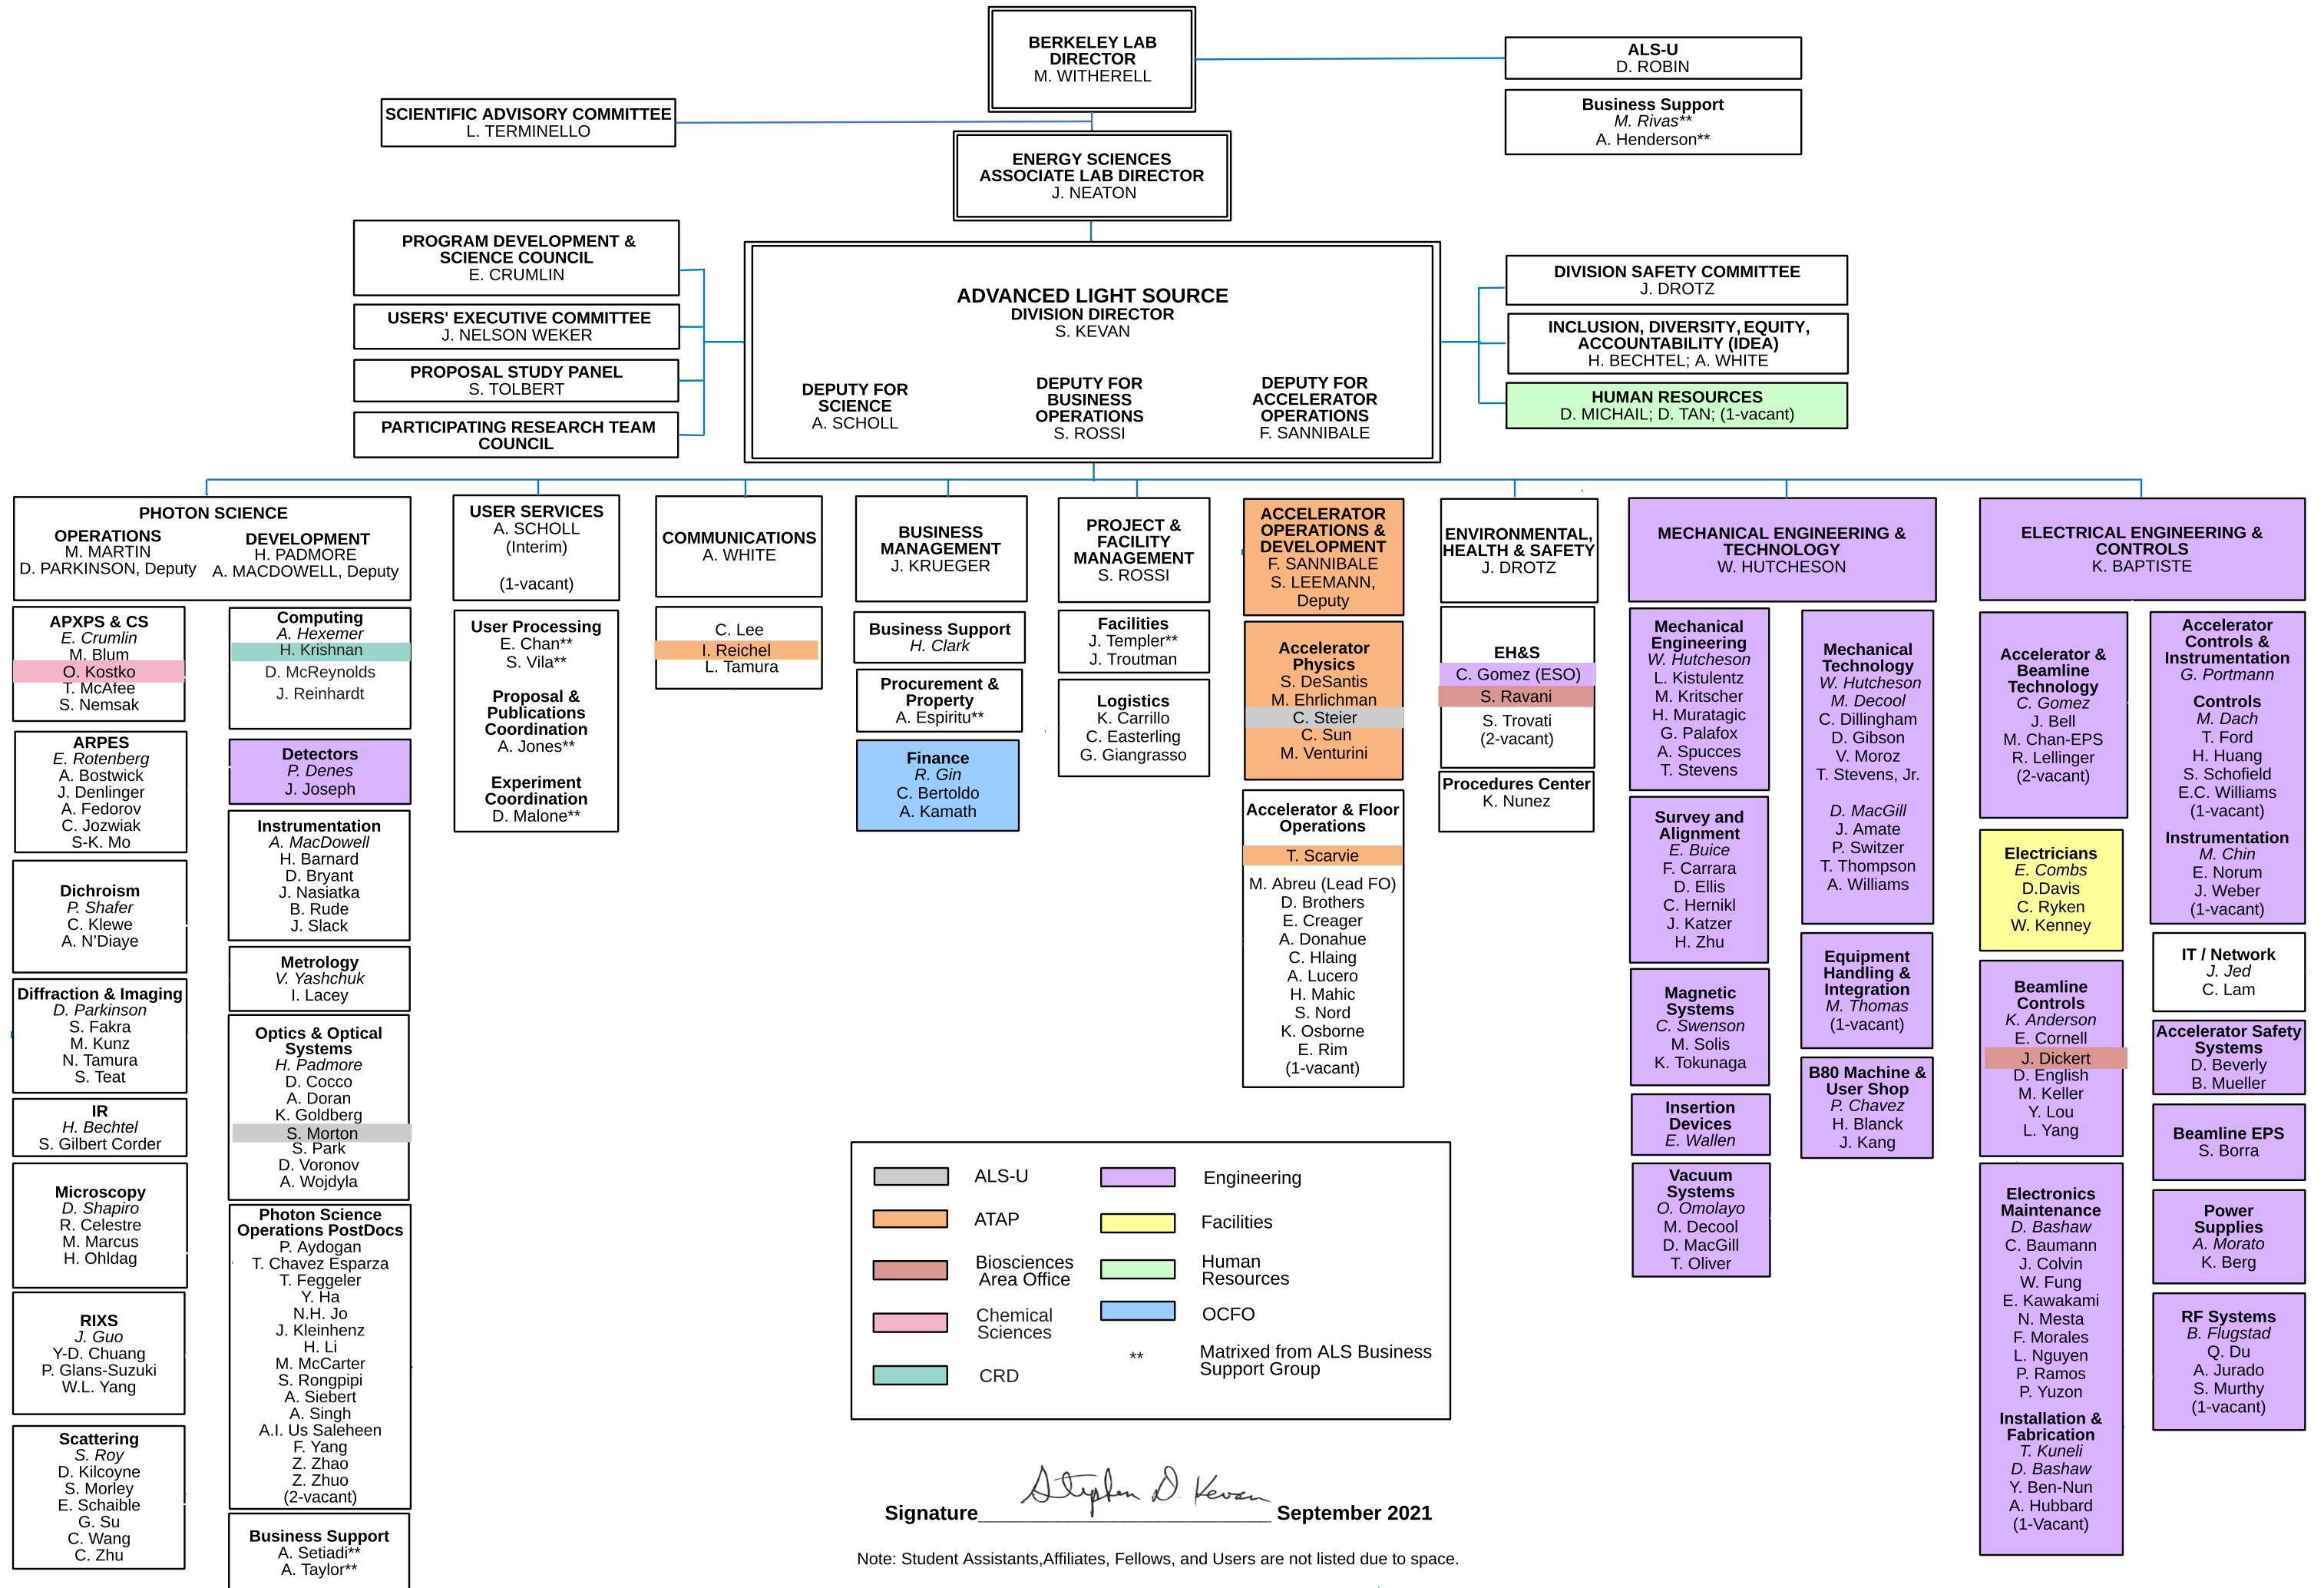 BERKELEY LAB
DIRECTOR
M. WITHERELL
ALS-U
D. ROBIN
Business Support
M. Rivas**
A. Henderson**
SCIENTIFIC ADVISORY COMMITTEE
L. TERMINELLO
ENERGY SCIENCES
ASSOCIATE LAB DIRECTOR
J. NEATON
PROGRAM DEVELOPMENT &
SCIENCE COUNCIL
E. CRUMLIN
USERS' EXECUTIVE COMMITTEE
J. NELSON WEKER
PROPOSAL STUDY PANEL
S. TOLBERT
PARTICIPATING RESEARCH TEAM
COUNCIL
ADVANCED LIGHT SOURCE
DIVISION DIRECTOR
S. KEVAN
DEPUTY FOR
SCIENCE
A. SCHOLL
DEPUTY FOR
BUSINESS
OPERATIONS
S. ROSSI
DEPUTY FOR
ACCELERATOR
OPERATIONS
F. SANNIBALE
DIVISION SAFETY COMMITTEE
J. DROTZ
INCLUSION, DIVERSITY, EQUITY,
ACCOUNTABILITY (IDEA)
H. BECHTEL; A. WHITE
HUMAN RESOURCES
D. MICHAIL; D. TAN; (1-vacant)
PHOTON SCIENCE
OPERATIONS
M. MARTIN
D. PARKINSON, Deputy
DEVELOPMENT
H. PADMORE
A. MACDOWELL, Deputy
APXPS & CS
E. Crumlin
M. Blum
O. Kostko
T. McAfee
S. Nemsak
ARPES
E. Rotenberg
A. Bostwick
J. Denlinger
A. Fedorov
C. Jozwiak
S-K. Mo
Dichroism
P. Shafer
C. Klewe
A. N’Diaye
Diffraction & Imaging
D. Parkinson
S. Fakra
M. Kunz
N. Tamura
S. Teat
IR
H. Bechtel
S. Gilbert Corder
Microscopy
D. Shapiro
R. Celestre
M. Marcus
H. Ohldag
RIXS
J. Guo
Y-D. Chuang
P. Glans-Suzuki
W.L. Yang
Scattering
S. Roy
D. Kilcoyne
S. Morley
E. Schaible
G. Su
C. Wang
C. Zhu
Computing
A. Hexemer
H. Krishnan
D. McReynolds
J. Reinhardt
Detectors
P. Denes
J. Joseph
Instrumentation
A. MacDowell
H. Barnard
D. Bryant
J. Nasiatka
B. Rude
J. Slack
Metrology
V. Yashchuk
I. Lacey
Optics & Optical
Systems
H. Padmore
D. Cocco
A. Doran
K. Goldberg
S. Morton
S. Park
D. Voronov
A. Wojdyla
Photon Science
Operations PostDocs
P. Aydogan
T. Chavez Esparza
T. Feggeler
Y. Ha
N.H. Jo
J. Kleinhenz
H. Li
M. McCarter
S. Rongpipi
A. Siebert
A. Singh
A.I. Us Saleheen
F. Yang
Z. Zhao
Z. Zhuo
(2-vacant)
Business Support
A. Setiadi**
A. Taylor**
USER SERVICES
A. SCHOLL
(Interim)
(1-vacant)
User Processing
E. Chan**
S. Vila**
Proposal &
Publications
Coordination
A. Jones**
Experiment
Coordination
D. Malone**
COMMUNICATIONS
A. WHITE
C. Lee
I. Reichel
L. Tamura
BUSINESS
MANAGEMENT
J. KRUEGER
Business Support
H. Clark
Procurement &
Property
A. Espiritu**
Finance
R. Gin
C. Bertoldo
A. Kamath
PROJECT &
FACILITY
MANAGEMENT
S. ROSSI
Facilities
J. Templer**
J. Troutman
Logistics
K. Carrillo
C. Easterling
G. Giangrasso
ACCELERATOR
OPERATIONS &
DEVELOPMENT
F. SANNIBALE
S. LEEMANN,
Deputy
Accelerator
Physics
S. DeSantis
M. Ehrlichman
C. Steier
C. Sun
M. Venturini
Accelerator & Floor
Operations
T. Scarvie
M. Abreu (Lead FO)
D. Brothers
E. Creager
A. Donahue
C. Hlaing
A. Lucero
H. Mahic
S. Nord
K. Osborne
E. Rim
(1-vacant)
ENVIRONMENTAL,
HEALTH & SAFETY
J. DROTZ
EH&S
C. Gomez (ESO)
S. Ravani
S. Trovati
(2-vacant)
Procedures Center
K. Nunez
MECHANICAL ENGINEERING &
TECHNOLOGY
W. HUTCHESON
Mechanical
Engineering
W. Hutcheson
L. Kistulentz
M. Kritscher
H. Muratagic
G. Palafox
A. Spucces
T. Stevens
Survey and
Alignment
E. Buice
F. Carrara
D. Ellis
C. Hernikl
J. Katzer
H. Zhu
Magnetic
Systems
C. Swenson
M. Solis
K. Tokunaga
Insertion
Devices
E. Wallen
Vacuum
Systems
O. Omolayo
M. Decool
D. MacGill
T. Oliver
Mechanical
Technology
W. Hutcheson
M. Decool
C. Dillingham
D. Gibson
V. Moroz
T. Stevens, Jr.
D. MacGill
J. Amate
P. Switzer
T. Thompson
A. Williams
Equipment
Handling &
Integration
M. Thomas
(1-vacant)
B80 Machine &
User Shop
P. Chavez
H. Blanck
J. Kang
ELECTRICAL ENGINEERING &
CONTROLS
K. BAPTISTE
Accelerator &
Beamline
Technology
C. Gomez
J. Bell
M. Chan-EPS
R. Lellinger
(2-vacant)
Electricians
E. Combs
D.Davis
C. Ryken
W. Kenney
Beamline
Controls
K. Anderson
E. Cornell
J. Dickert
D. English
M. Keller
Y. Lou
L. Yang
Electronics
Maintenance
D. Bashaw
C. Baumann
J. Colvin
W. Fung
E. Kawakami
N. Mesta
F. Morales
L. Nguyen
P. Ramos
P. Yuzon
Installation &
Fabrication
T. Kuneli
D. Bashaw
Y. Ben-Nun
A. Hubbard
(1-Vacant)
Accelerator
Controls &
Instrumentation
G. Portmann
Controls
M. Dach
T. Ford
H. Huang
S. Schofield
E.C. Williams
(1-vacant)
Instrumentation
M. Chin
E. Norum
J. Weber
(1-vacant)
IT / Network
J. Jed
C. Lam
Accelerator Safety
Systems
D. Beverly
B. Mueller
Beamline EPS
S. Borra
Power
Supplies
A. Morato
K. Berg
RF Systems
B. Flugstad
Q. Du
A. Jurado
S. Murthy
(1-vacant)
ALS-U
ATAP
Biosciences
Area Office
Chemical
Sciences
CRD
Engineering
Facilities
Human
Resources
OCFO
** Matrixed from ALS Business
Support Group
Stephen D. Kevan
Signature__________________________ September 2021
Note: Student Assistants,Affiliates, Fellows, and Users are not listed due to space.